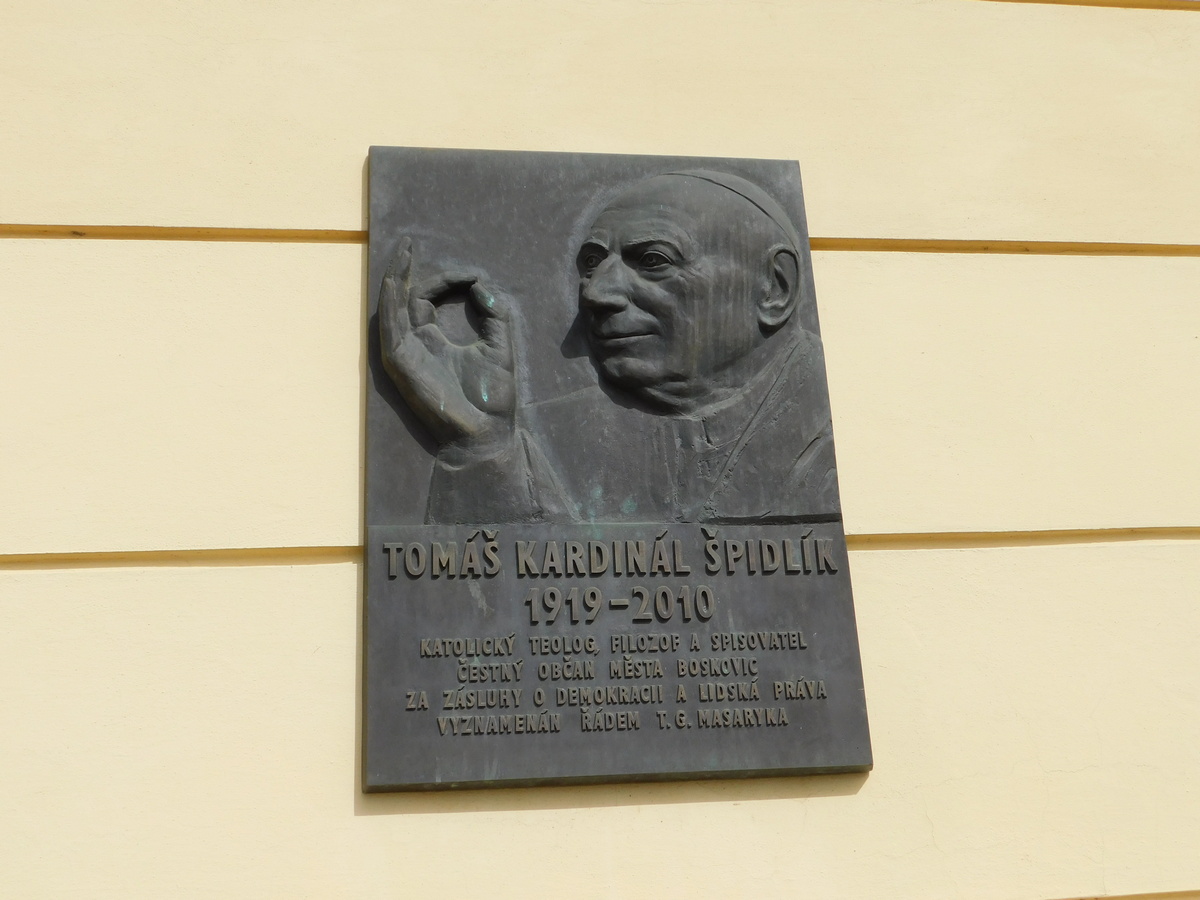 TOMÁŠ KARDINÁL ŠPIDLÍK
1919-2010
KATOLICKÝ TEOLOG, FILOZOF A SPISOVATEL
ČESTNÝ OBČAN MĚSTA BOSKOVIC
ZA ZÁSLUHY O DEMOKRACII A LIDSKÁ PRÁVA
VYZNAMENÁN ŘÁDEM T. G. MASARYKA